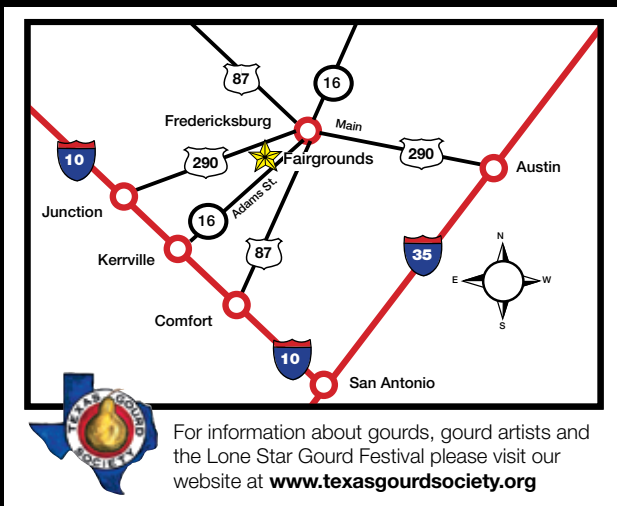 87
16
Fredericksburg
Main
10
290
Fairgrounds
290
Austin
Junction
16
Adams St.
N
Kerrville
87
35
E
W
S
Comfort
10
San Antonio
TEXAS GOURD
SOCIETY
For information about gourds, gourd artists and
the Lone Star Gourd Festival please visit our
website at www.texasgourdsociety.org